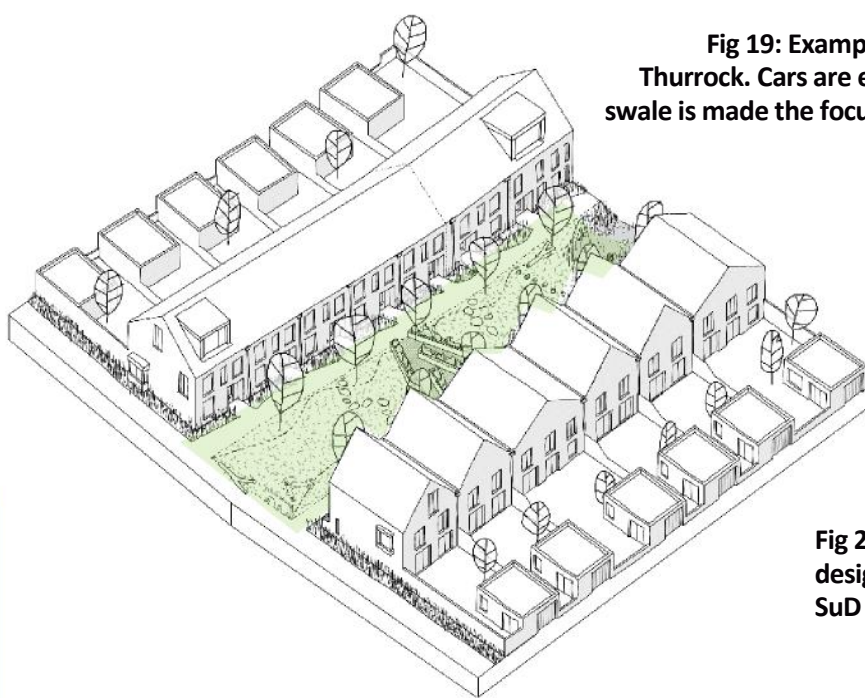 Fig 19: Examp
Thurrock. Cars are e
swale is made the focu
Fig 2
desig
SuD